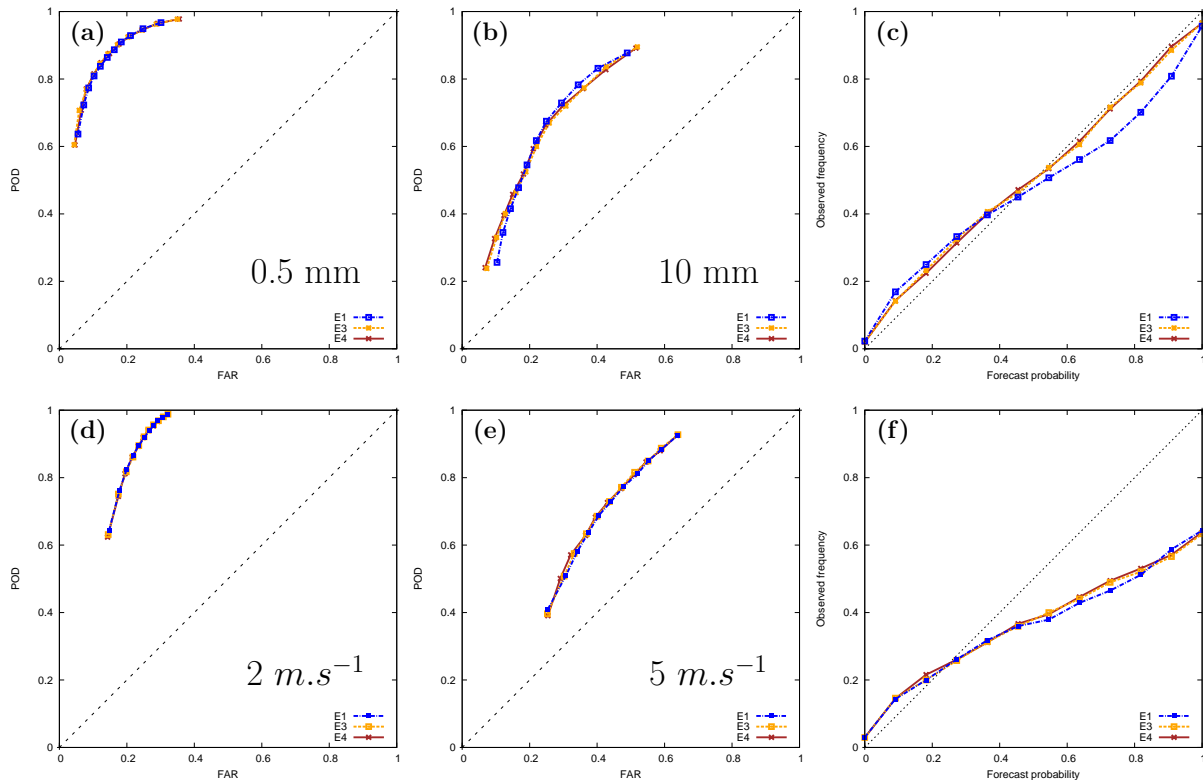 (a)
POD
1
0.8
0.6
0.4
0.2
0
0 0.2 0.4 0.6 0.8 1
FAR
0.5 mm
E1
E3
E4
(b)
POD
1
0.8
0.6
0.4
0.2
0
0 0.2 0.4 0.6 0.8 1
FAR
10 mm
E1
E3
E4
(c)
Observed frequency
1
0.8
0.6
0.4
0.2
0
0 0.2 0.4 0.6 0.8 1
Forecast probability
E1
E3
E4
(d)
POD
1
0.8
0.6
0.4
0.2
0
0 0.2 0.4 0.6 0.8 1
FAR
2 m.s⁻¹
E1
E3
E4
(e)
POD
1
0.8
0.6
0.4
0.2
0
0 0.2 0.4 0.6 0.8 1
FAR
5 m.s⁻¹
E1
E3
E4
(f)
Observed frequency
1
0.8
0.6
0.4
0.2
0
0 0.2 0.4 0.6 0.8 1
Forecast probability
E1
E3
E4